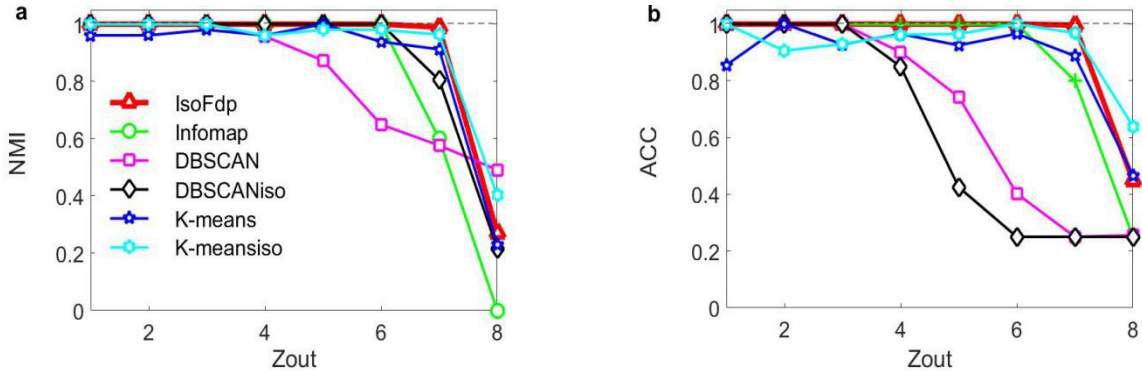 a
NMI
1
0.8
0.6
0.4
0.2
0
IsoFdp
Infomap
DBSCAN
DBSCANiso
K-means
K-meansiso
2 4 6 8
Zout
b
ACC
1
0.8
0.6
0.4
0.2
0
2 4 6 8
Zout